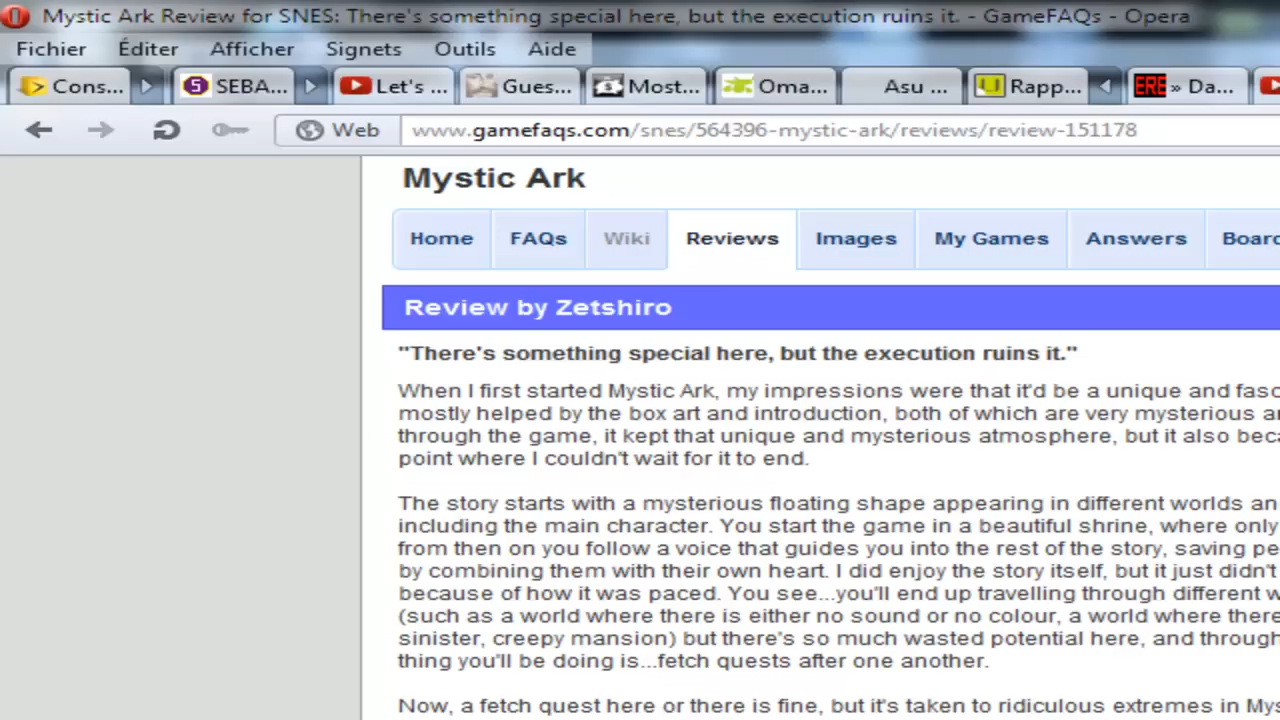 Mystic Ark Review for SNES: There's something special here, but the execution ruins it. - GameFAQs - Opera
Fichier Éditer Afficher Signets Outils Aide
Cons... SEBA... Let's ... Gues... Most... Oma... Asu ... Rapp... ERE » Da...
Web www.gamefaqs.com/snes/564396-mystic-ark/reviews/review-151178
Mystic Ark
Home FAQs Wiki Reviews Images My Games Answers Boar
Review by Zetshiro
"There's something special here, but the execution ruins it."
When I first started Mystic Ark, my impressions were that it'd be a unique and fasc
mostly helped by the box art and introduction, both of which are very mysterious a
through the game, it kept that unique and mysterious atmosphere, but it also beca
point where I couldn't wait for it to end.
The story starts with a mysterious floating shape appearing in different worlds an
including the main character. You start the game in a beautiful shrine, where only
from then on you follow a voice that guides you into the rest of the story, saving pe
by combining them with their own heart. I did enjoy the story itself, but it just didn't
because of how it was paced. You see...you'll end up travelling through different w
(such as a world where there is either no sound or no colour, a world where there
sinister, creepy mansion) but there's so much wasted potential here, and through
thing you'll be doing is...fetch quests after one another.
Now, a fetch quest here or there is fine, but it's taken to ridiculous extremes in Mys